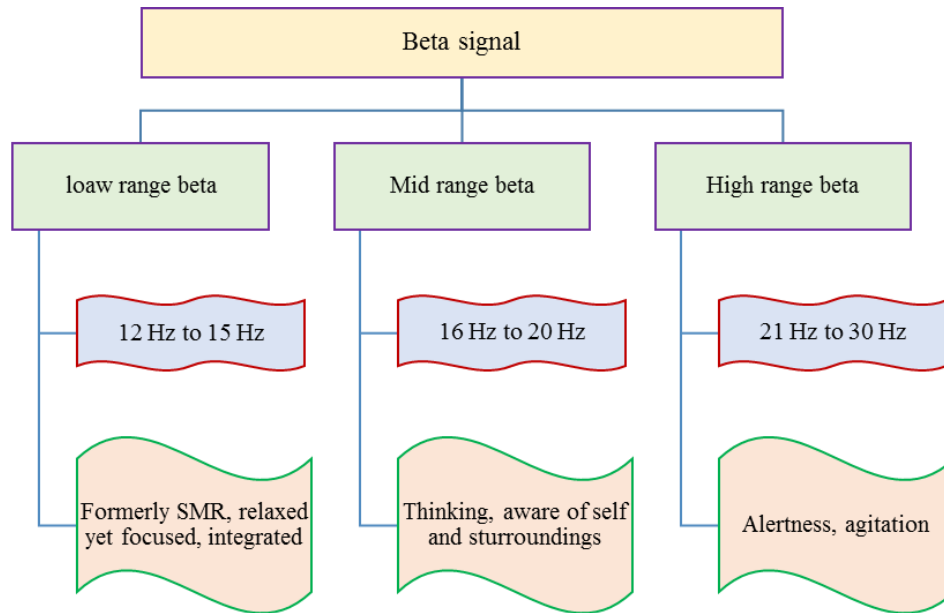 Beta signal
loaw range beta
Mid range beta
High range beta
12 Hz to 15 Hz
16 Hz to 20 Hz
21 Hz to 30 Hz
Formerly SMR, relaxed
yet focused, integrated
Thinking, aware of self
and sturroundings
Alertness, agitation